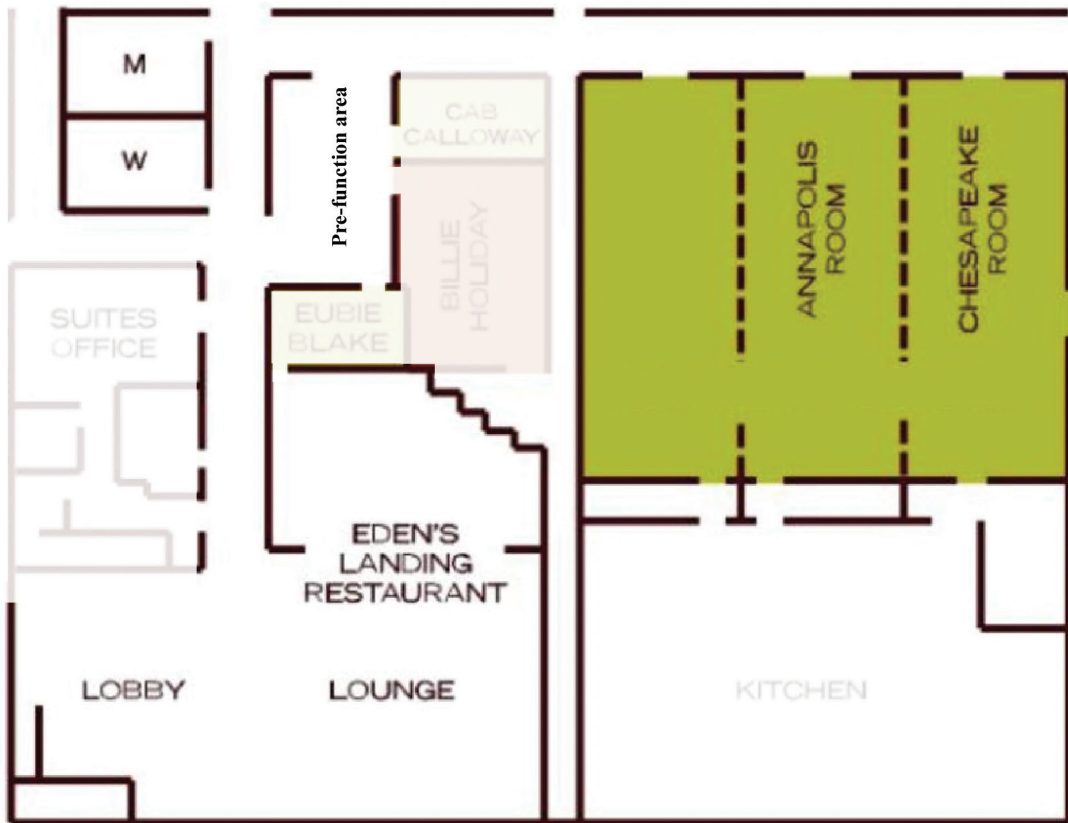 M
W
Pre-function area
CAB
CALLOWAY
BILLIE
HOLIDAY
ANNAPOLIS
ROOM
CHESAPEAKE
ROOM
SUITES
OFFICE
EUBIE
BLAKE
EDEN'S
LANDING
RESTAURANT
LOBBY
LOUNGE
KITCHEN